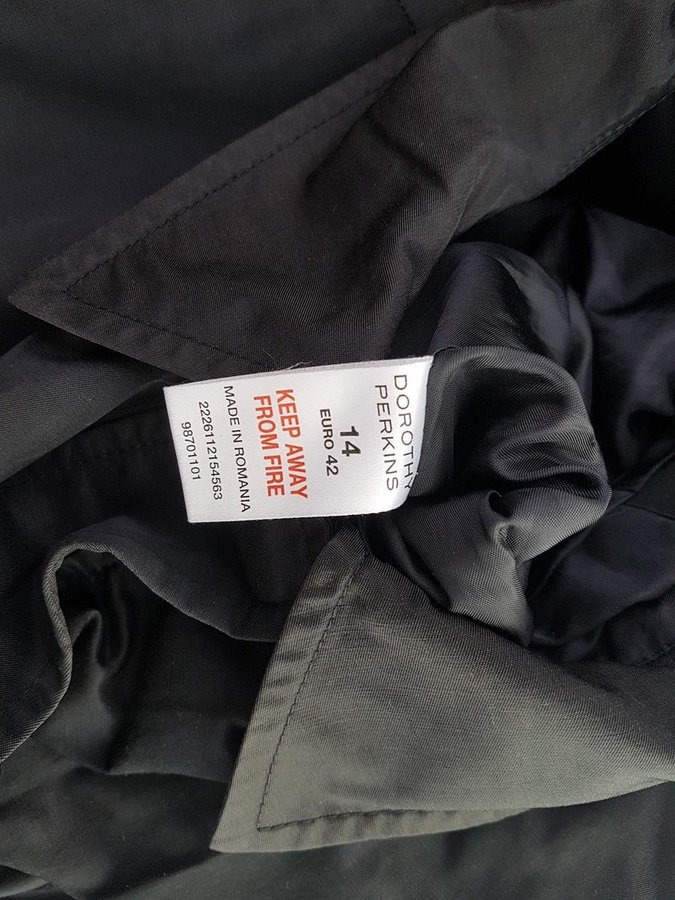 DOROTHY
PERKINS
14
EURO 42
KEEP AWAY
FROM FIRE
MADE IN ROMANIA
2226112154563
98701101